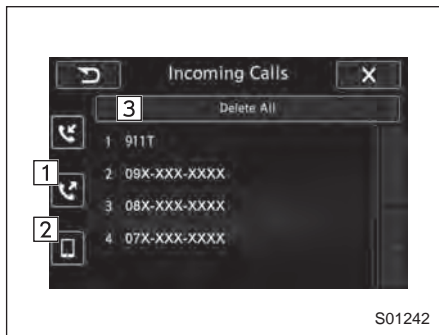 Incoming Calls
X
3 Delete All
1 911T
1
2 09X-XXX-XXXX
3 08X-XXX-XXXX
2
4 07X-XXX-XXXX
S01242